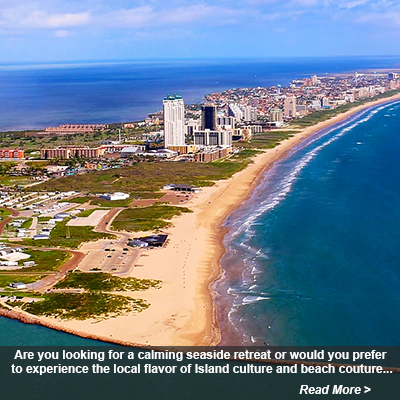 Are you looking for a calming seaside retreat or would you prefer
to experience the local flavor of Island culture and beach couture...
Read More >